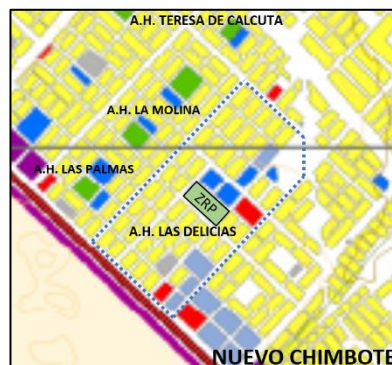 A.H. TERESA DE CALCUTA
A.H. LA MOLINA
A.H. LAS PALMAS
ZRP
A.H. LAS DELICIAS
NUEVO CHIMBOTE